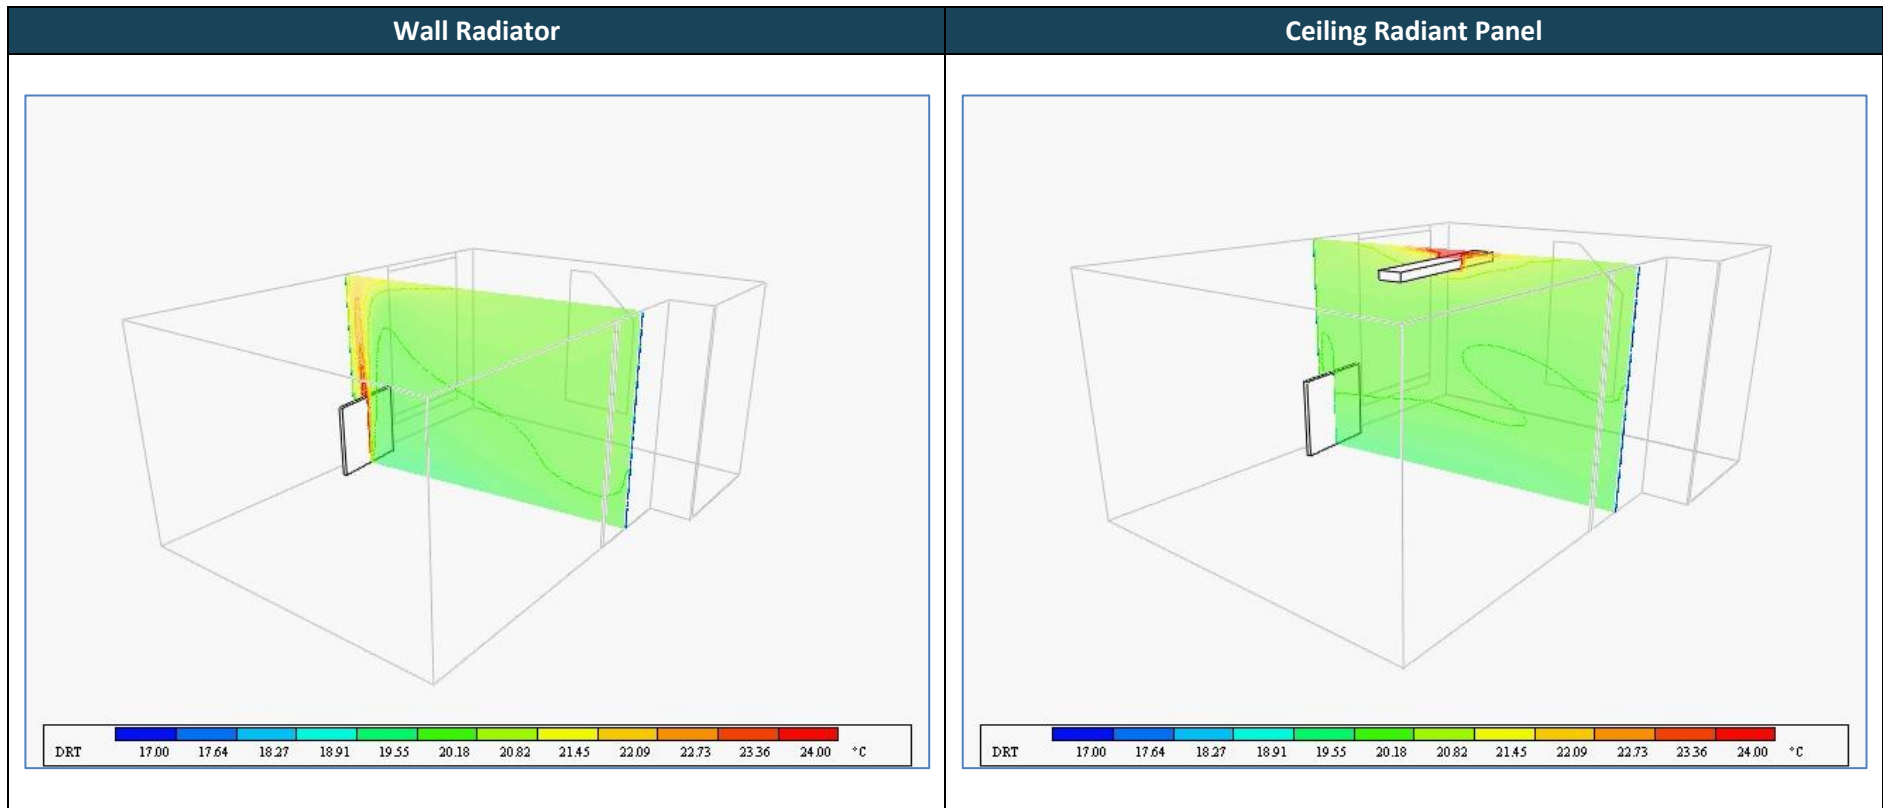 Wall Radiator
Ceiling Radiant Panel
DRT 17.00 17.64 18.27 18.91 19.55 20.18 20.82 21.45 22.09 22.73 23.36 24.00 °C
DRT 17.00 17.64 18.27 18.91 19.55 20.18 20.82 21.45 22.09 22.73 23.36 24.00 °C